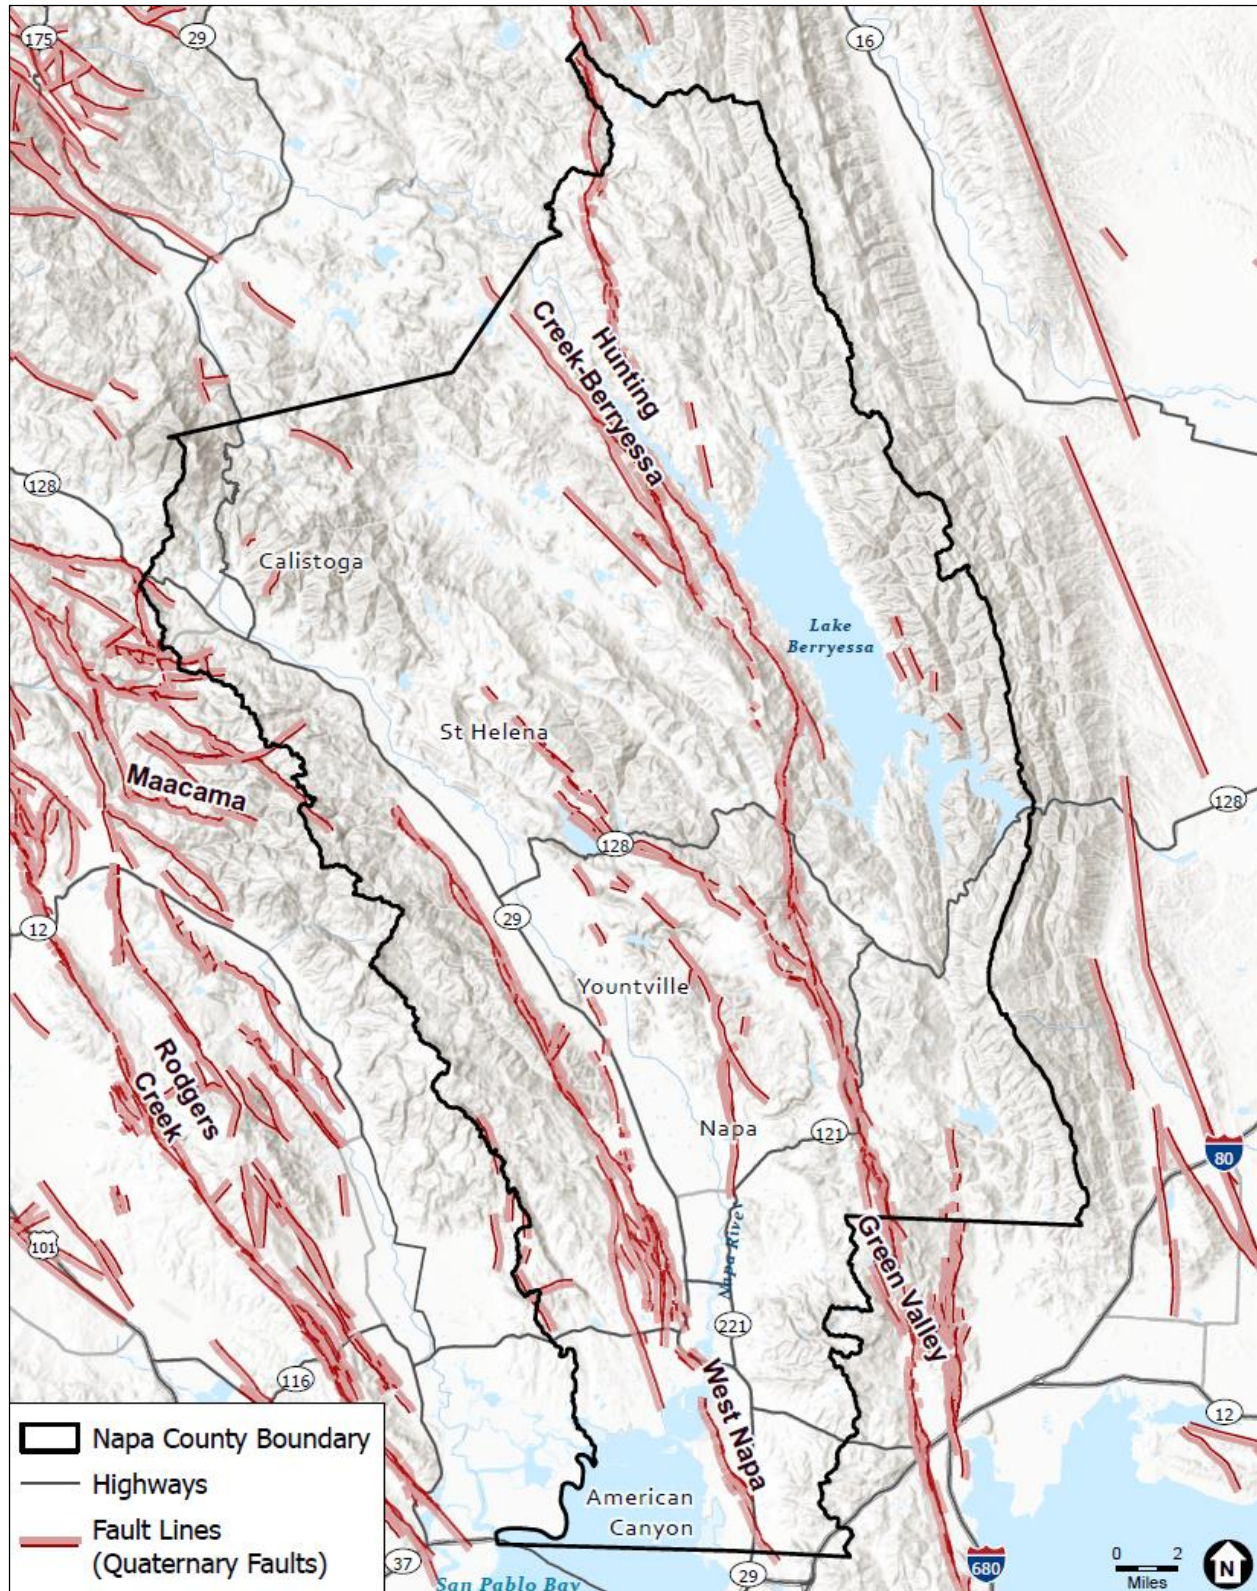 175
29
16
Hunting
Creek-Berryessa
128
Calistoga
Lake
Berryessa
St Helena
Maacama
128
128
29
12
Yountville
Rodgers
Creek
Napa
121
80
Green Valley
Napa River
101
221
West Napa
116
12
Napa County Boundary
Highways
Fault Lines
(Quaternary Faults)
American
Canyon
37
29
680
San Pablo Bay
0 2
Miles
N